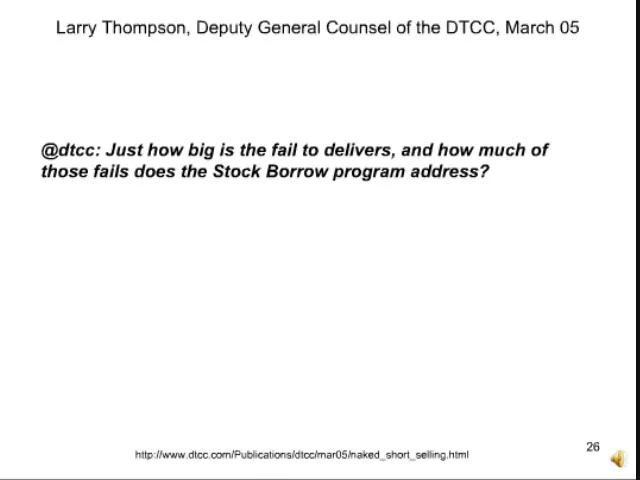 Larry Thompson, Deputy General Counsel of the DTCC, March 05
@dtcc: Just how big is the fail to delivers, and how much of
those fails does the Stock Borrow program address?
26
http://www.dtcc.com/Publications/dtcc/mar05/naked_short_selling.html